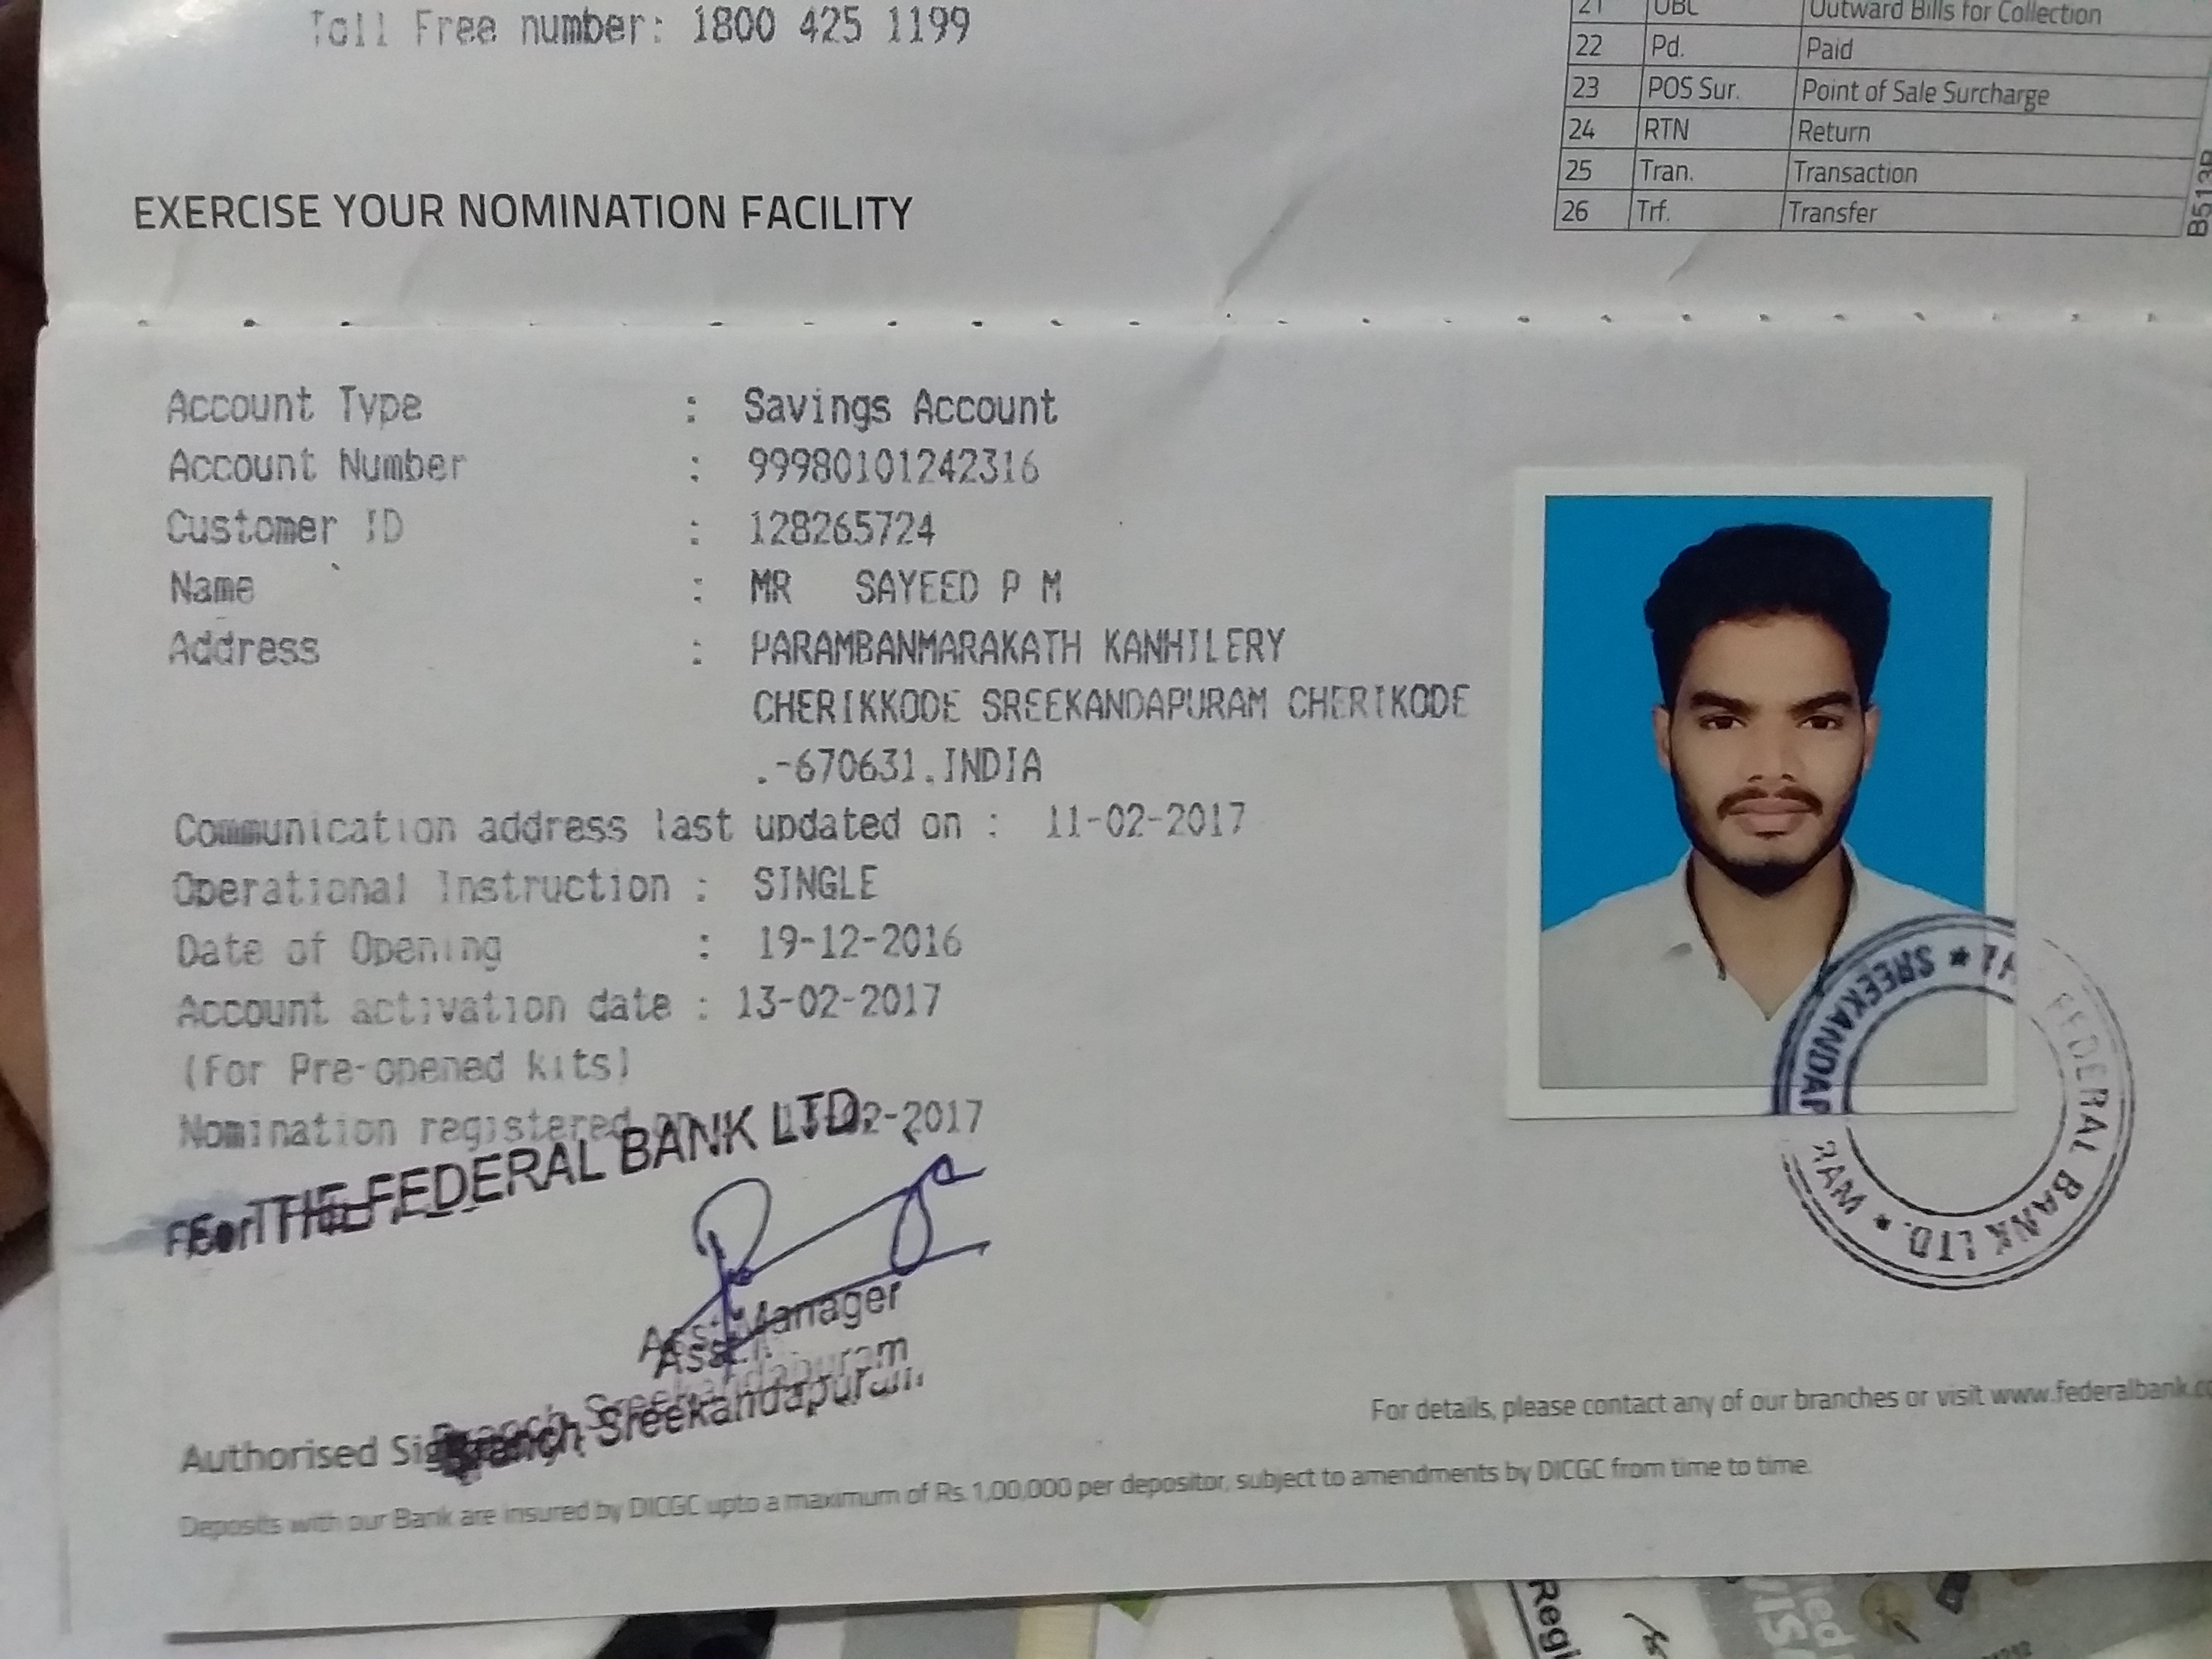 Toll Free number: 1800 425 1199
EXERCISE YOUR NOMINATION FACILITY
21 OBC Outward Bills for Collection
22 Pd. Paid
23 POS Sur. Point of Sale Surcharge
24 RTN Return
25 Tran. Transaction
26 Trf. Transfer
B513B
Account Type : Savings Account
Account Number : 99980101242316
Customer ID : 128265724
Name : MR SAYEED P M
Address : PARAMBANMARAKATH KANHILERY
CHERIKKODE SREEKANDAPURAM CHERIKODE
.-670631.INDIA
Communication address last updated on : 11-02-2017
Operational Instruction : SINGLE
Date of Opening : 19-12-2016
Account activation date : 13-02-2017
(For Pre-opened kits)
Nomination registered 2-2017
For THE FEDERAL BANK LTD.
Asst. Manager
Branch Sreekandapuram
Authorised
FEDERAL BANK LTD. * SREEKANDAP RAM *
For details, please contact any of our branches or visit www.federalbank.co
Deposits with our Bank are insured by DICGC upto a maximum of Rs. 1,00,000 per depositor, subject to amendments by DICGC from time to time.
Regi